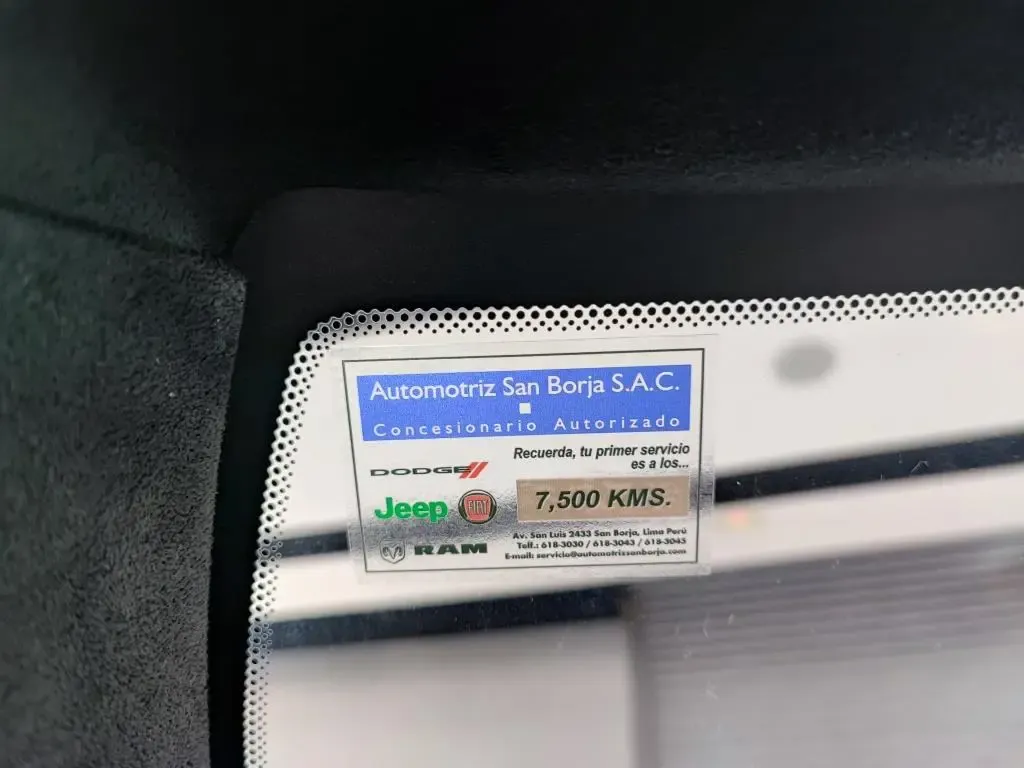 Automotriz San Borja S.A.C.
Concesionario Autorizado
Recuerda, tu primer servicio
es a los...
DODGE
7,500 KMS.
Jeep
FIAT
RAM
Av. San Luis 2433 San Borja, Lima Perú
Telf.: 618-3030 / 618-3043 / 618-3045
E-mail: servicio@automotrizsanborja.com